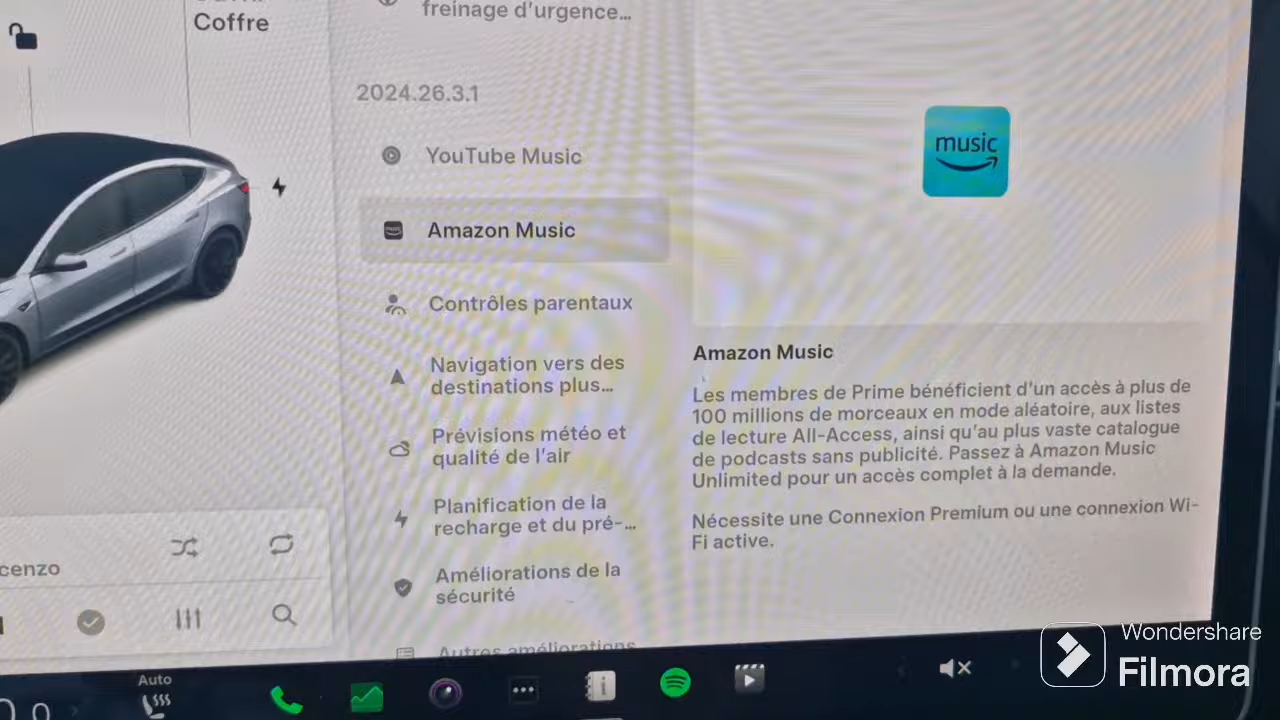 Coffre
freinage d'urgence...
2024.26.3.1
YouTube Music
Amazon Music
Contrôles parentaux
Navigation vers des
destinations plus...
Prévisions météo et
qualité de l'air
Planification de la
recharge et du pré-...
Améliorations de la
sécurité
Autres améliorations
music
Amazon Music
Les membres de Prime bénéficient d'un accès à plus de
100 millions de morceaux en mode aléatoire, aux listes
de lecture All-Access, ainsi qu'au plus vaste catalogue
de podcasts sans publicité. Passez à Amazon Music
Unlimited pour un accès complet à la demande.
Nécessite une Connexion Premium ou une connexion Wi-
Fi active.
cenzo
Auto
Wondershare
Filmora